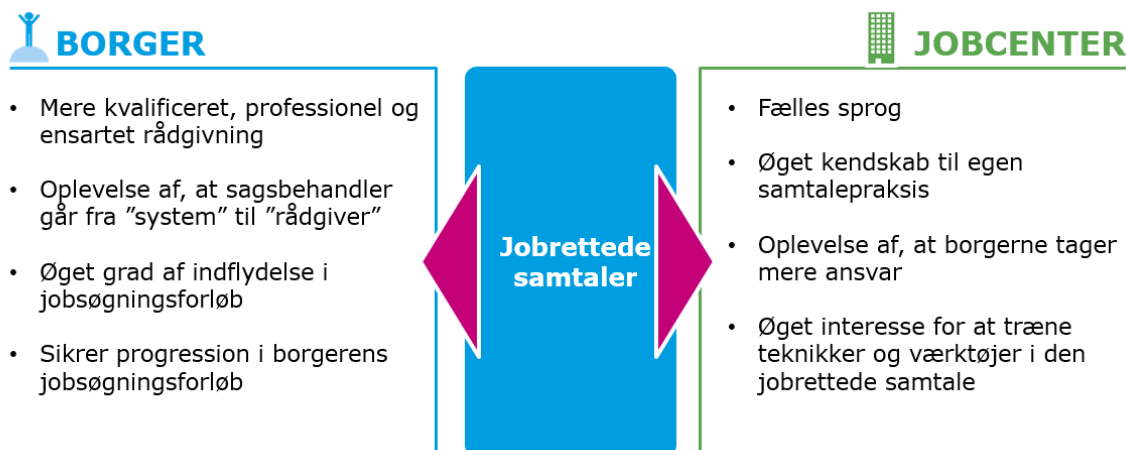 BORGER
• Mere kvalificeret, professionel og
ensartet rådgivning
• Oplevelse af, at sagsbehandler
går fra ”system” til ”rådgiver”
• Øget grad af indflydelse i
jobsøgningsforløb
• Sikrer progression i borgerens
jobsøgningsforløb
Jobrettede
samtaler
JOBCENTER
• Fælles sprog
• Øget kendskab til egen
samtalepraksis
• Oplevelse af, at borgerne tager
mere ansvar
• Øget interesse for at træne
teknikker og værktøjer i den
jobrettede samtale